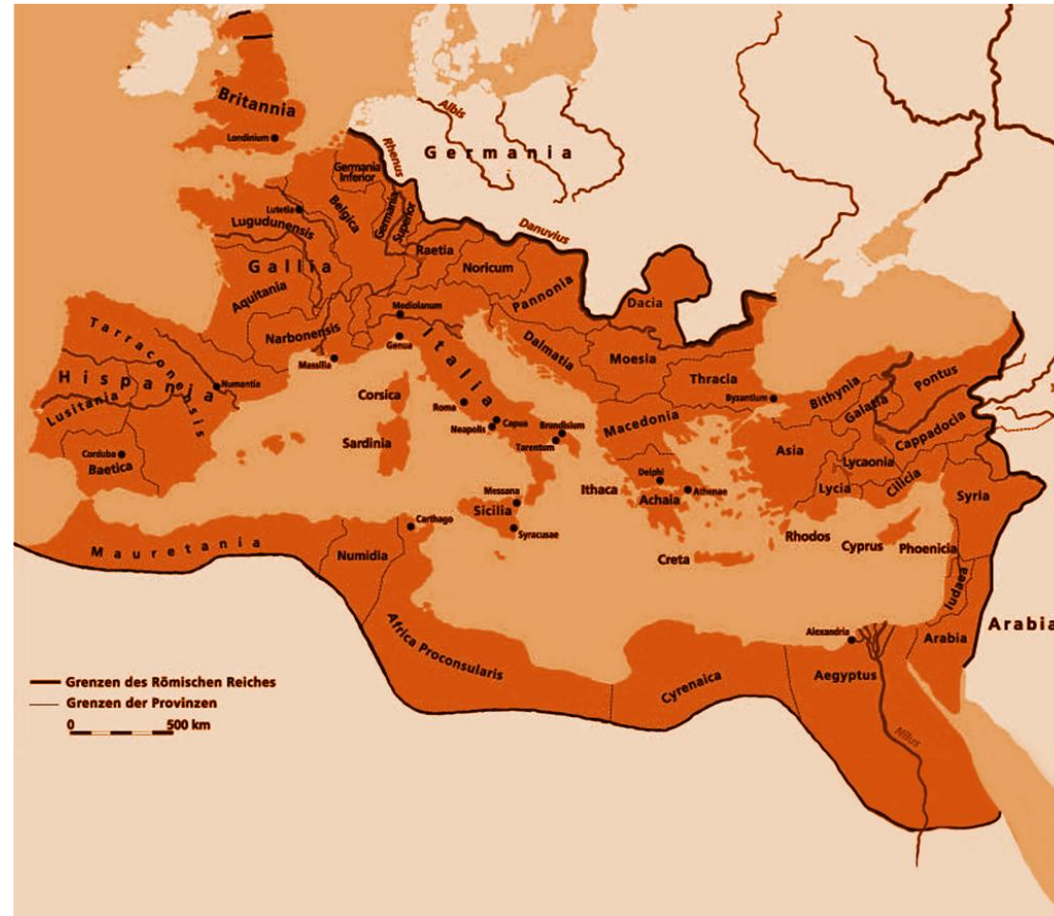 Britannia
Londinium
Albis
Rhenus
Germania
Germania
Inferior
Belgica
Germania
Superior
Lutetia
Lugudunensis
Danuvius
Raetia
Noricum
Gallia
Aquitania
Pannonia
Dacia
Mediolanum
Narbonensis
Genua
Massilia
Italia
Dalmatia
Moesia
Tarraconensis
Hispania
Numantia
Lusitania
Corduba
Baetica
Corsica
Sardinia
Roma
Neapolis
Capua
Brundisium
Tarentum
Thracia
Byzantium
Macedonia
Bithynia
Pontus
Galatia
Cappadocia
Asia
Lycaonia
Cilicia
Lycia
Syria
Delphi
Ithaca
Achaia
Athenae
Messana
Sicilia
Syracusae
Carthago
Rhodos
Cyprus
Phoenicia
Creta
Mauretania
Numidia
Iudaea
Africa Proconsularis
Cyrenaica
Alexandria
Aegyptus
Arabia
Arabia
Nilus
Grenzen des Römischen Reiches
Grenzen der Provinzen
0 500 km